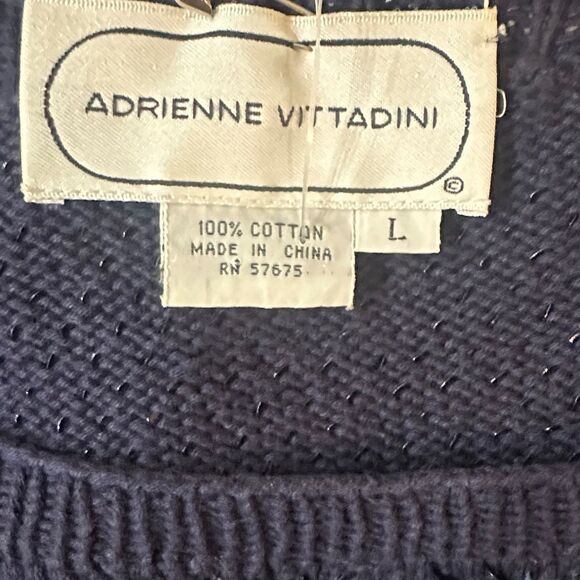 ADRIENNE VITTADINI
©
100% COTTON
MADE IN CHINA
RN 57675
L